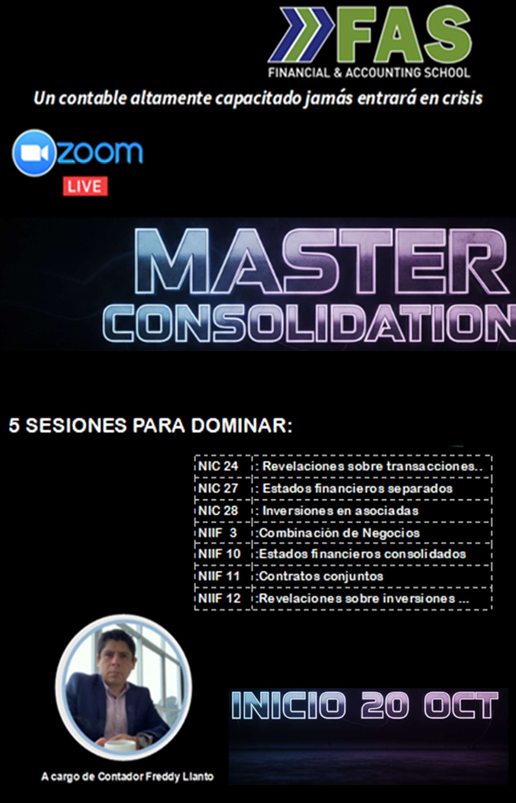 FAS
FINANCIAL & ACCOUNTING SCHOOL
Un contable altamente capacitado jamás entrará en crisis
zoom
LIVE
MASTER
CONSOLIDATION
5 SESIONES PARA DOMINAR:
NIC 24 : Revelaciones sobre transacciones..
NIC 27 : Estados financieros separados
NIC 28 : Inversiones en asociadas
NIIF 3 :Combinación de Negocios
NIIF 10 :Estados financieros consolidados
NIIF 11 :Contratos conjuntos
NIIF 12 :Revelaciones sobre inversiones ...
INICIO 20 OCT
A cargo de Contador Freddy Llanto